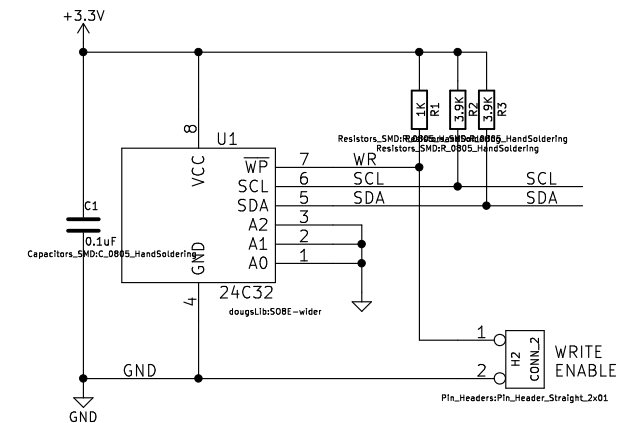 +3.3V
8
U1
VCC
1K
R1
3.9K
R2
3.9K
R3
Resistors_SMD:R_0805_HandSoldering
Resistors_SMD:R_0805_HandSoldering
Resistors_SMD:R_0805_HandSoldering
WP 7 WR
SCL 6 SCL SCL
SDA 5 SDA SDA
A2 3
A1 2
A0 1
C1
0.1uF
Capacitors_SMD:C_0805_HandSoldering
GND
4
24C32
dougsLib:SO8E-wider
1
2
H2
CONN_2
WRITE
ENABLE
Pin_Headers:Pin_Header_Straight_2x01
GND
GND